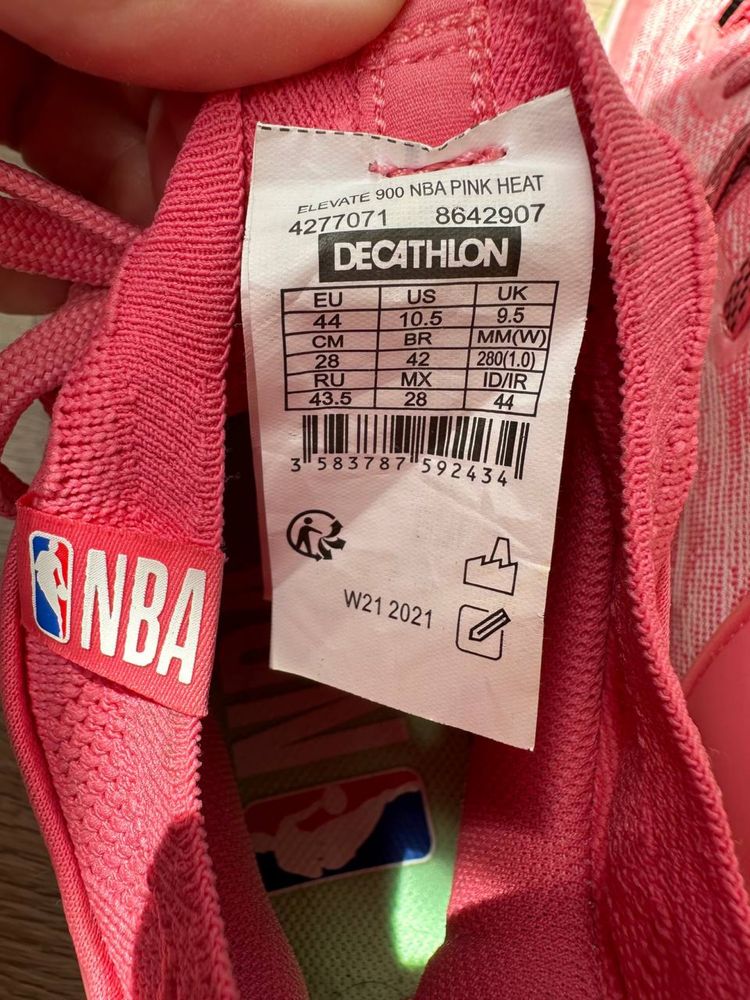 ELEVATE 900 NBA PINK HEAT
4277071 8642907
DECATHLON
EU US UK
44 10.5 9.5
CM BR MM(W)
28 42 280(1.0)
RU MX ID/IR
43.5 28 44
3 583787 592434
W21 2021
NBA